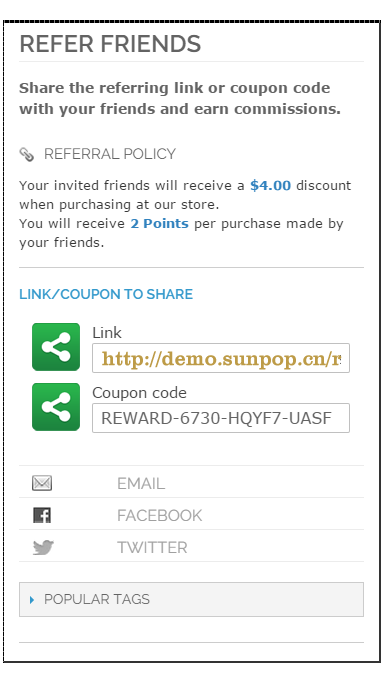 REFER FRIENDS
Share the referring link or coupon code
with your friends and earn commissions.
REFERRAL POLICY
Your invited friends will receive a $4.00 discount
when purchasing at our store.
You will receive 2 Points per purchase made by
your friends.
LINK/COUPON TO SHARE
Link
http://demo.sunpop.cn/r
Coupon code
REWARD-6730-HQYF7-UASF
EMAIL
FACEBOOK
TWITTER
POPULAR TAGS